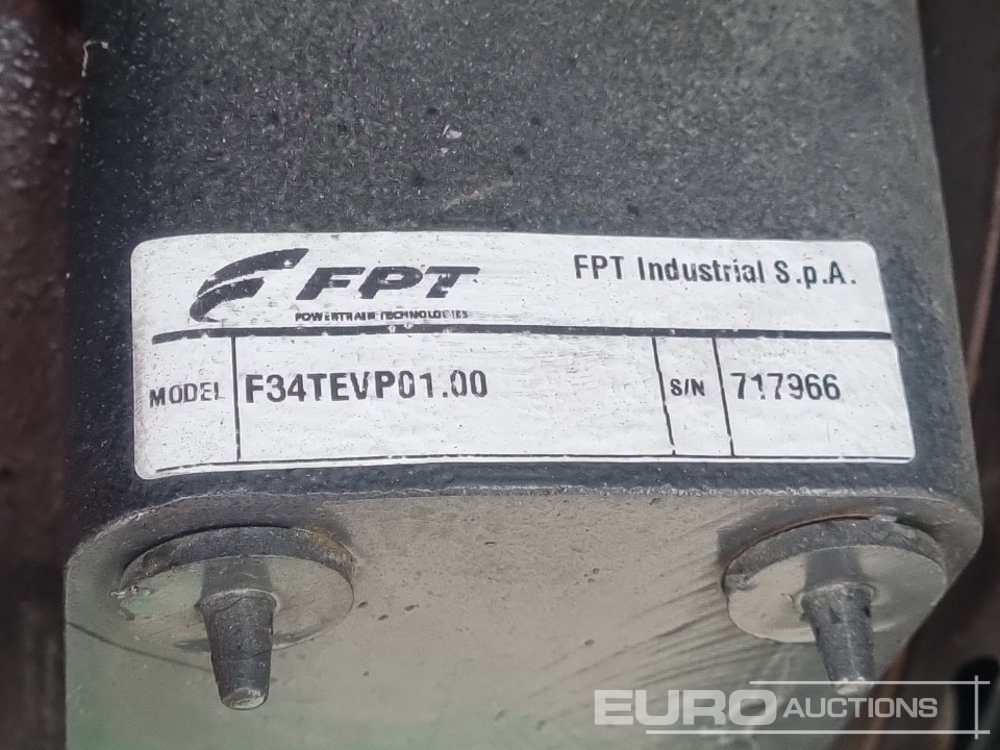 FPT
POWERTRAIN TECHNOLOGIES
FPT Industrial S.p.A.
MODEL F34TEVP01.00 S/N 717966
EURO AUCTIONS